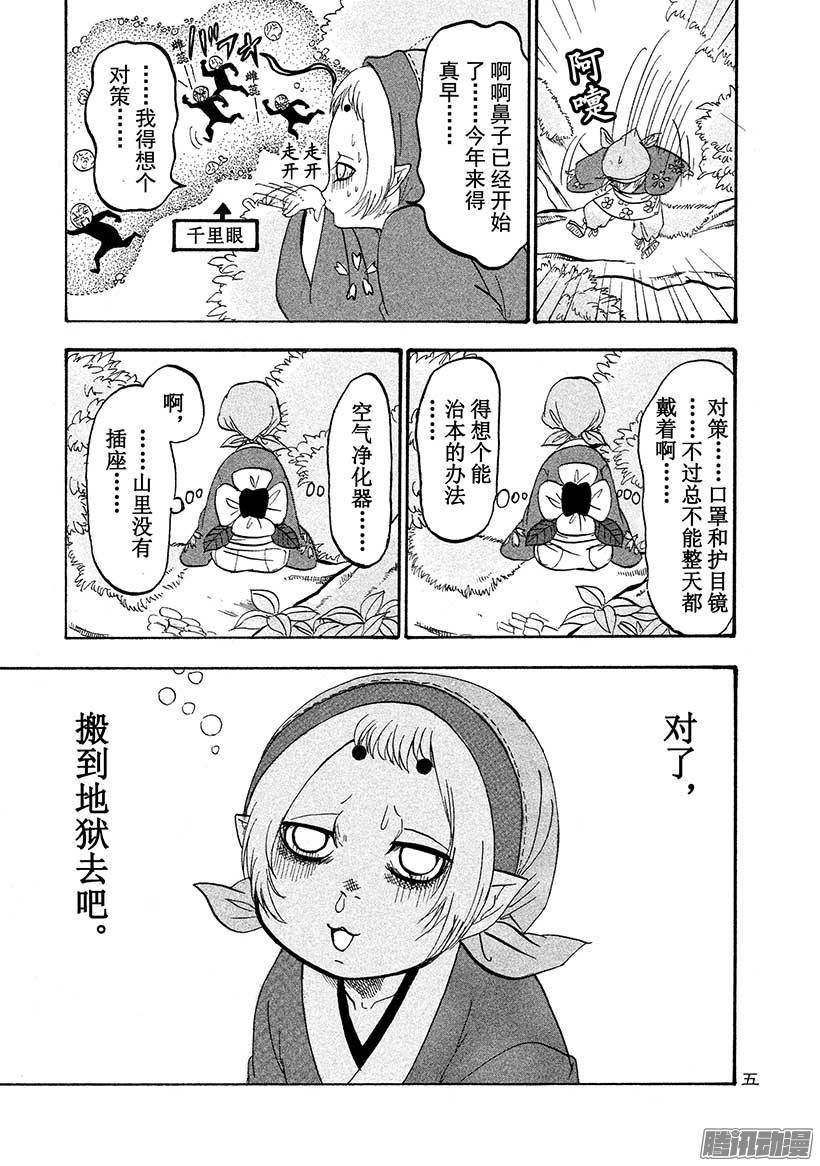 阿嚏
啊啊鼻子已经开始
了……今年来得
真早……
走开
走开
千里眼
雌蕊
雌蕊
……我得想个
对策……
对策……口罩和护目镜
……不过总不能整天都
戴着啊……
得想个能
治本的办法
……
空气净化器……
啊,
……山里没有
插座……
对了,
搬到地狱去吧。
五
腾讯动漫